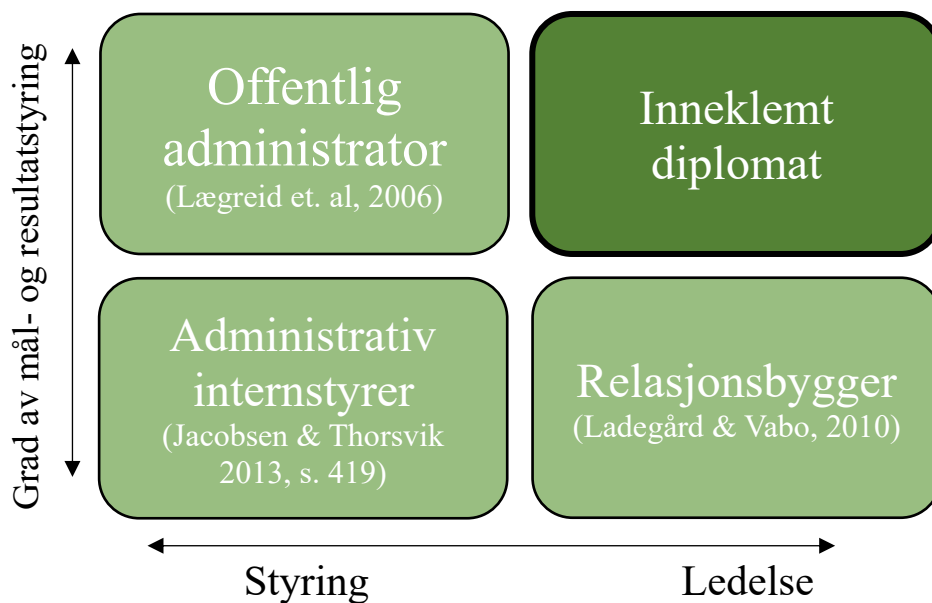 Grad av mål- og resultatstyring
Offentlig
administrator
(Lægreid et. al, 2006)
Inneklemt
diplomat
Administrativ
internstyrer
(Jacobsen & Thorsvik
2013, s. 419)
Relasjonsbygger
(Ladegård & Vabo, 2010)
Styring
Ledelse